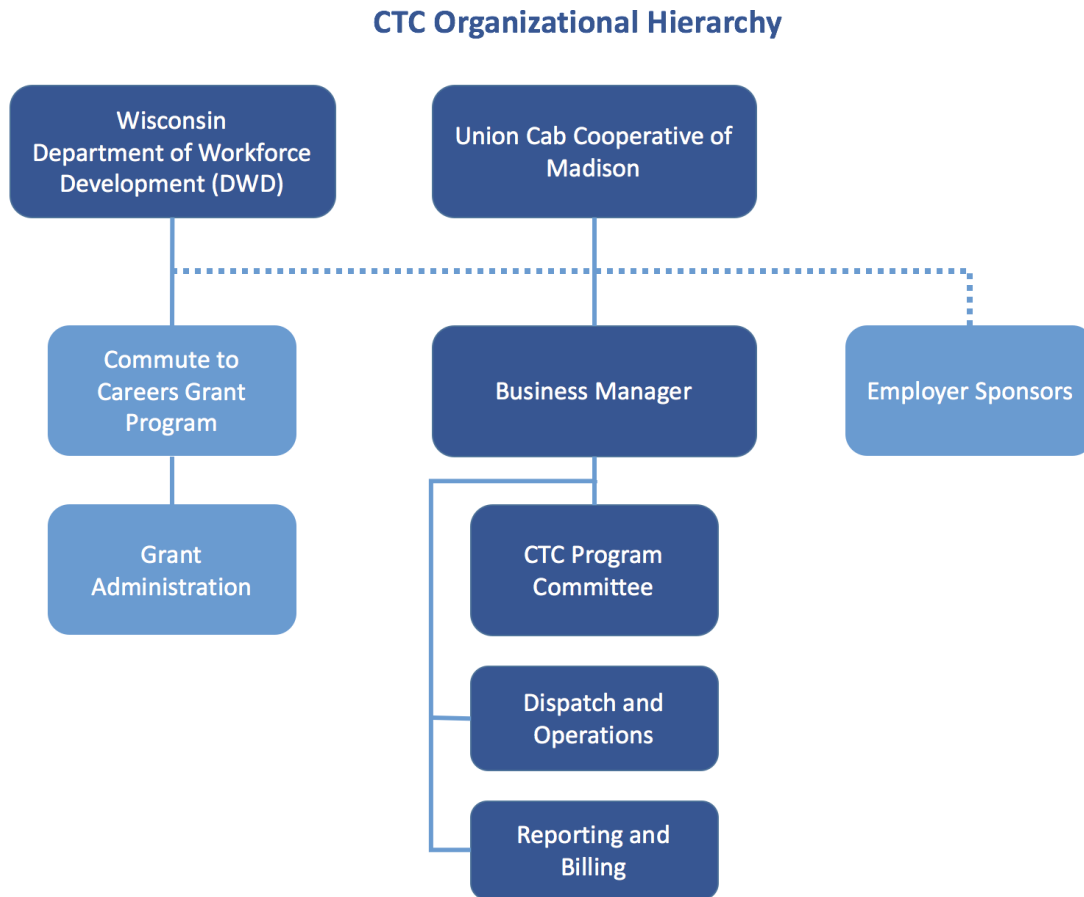 CTC Organizational Hierarchy
Wisconsin
Department of Workforce
Development (DWD)
Union Cab Cooperative of
Madison
Commute to
Careers Grant
Program
Business Manager
Employer Sponsors
Grant
Administration
CTC Program
Committee
Dispatch and
Operations
Reporting and
Billing